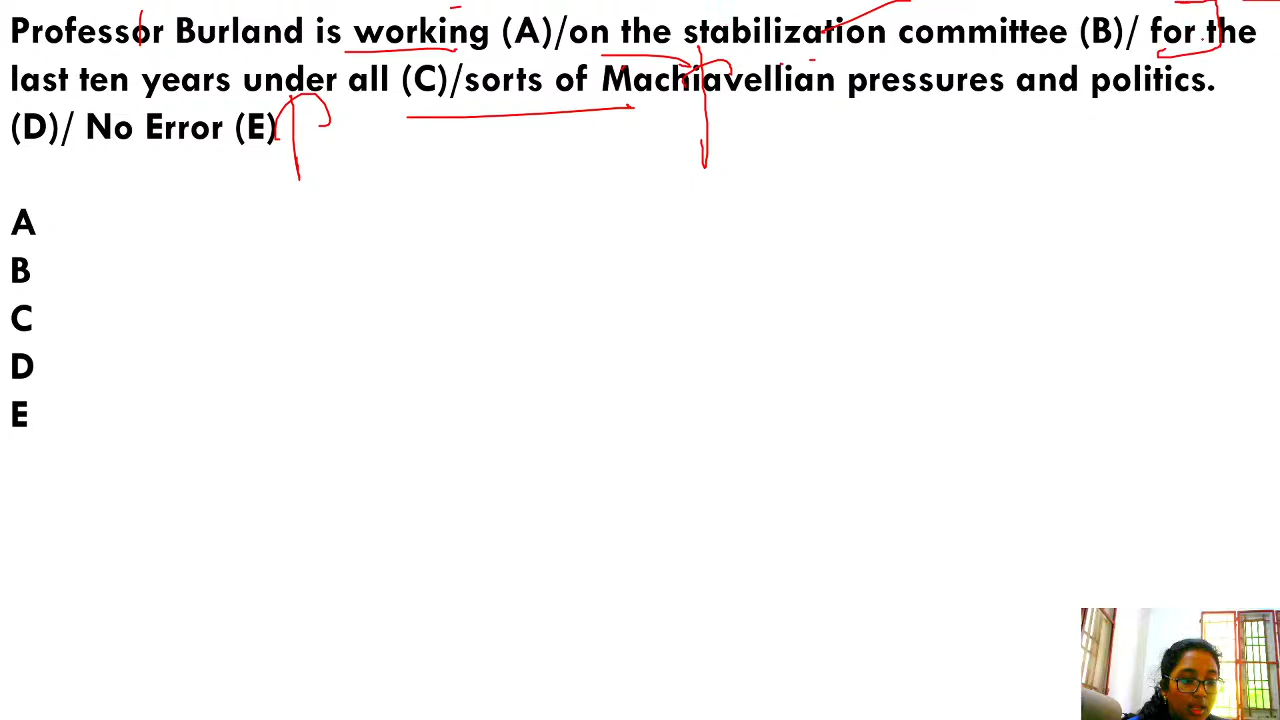 Professor Burland is working (A)/on the stabilization committee (B)/ for the
last ten years under all (C)/sorts of Machiavellian pressures and politics.
(D)/ No Error (E)
A
B
C
D
E